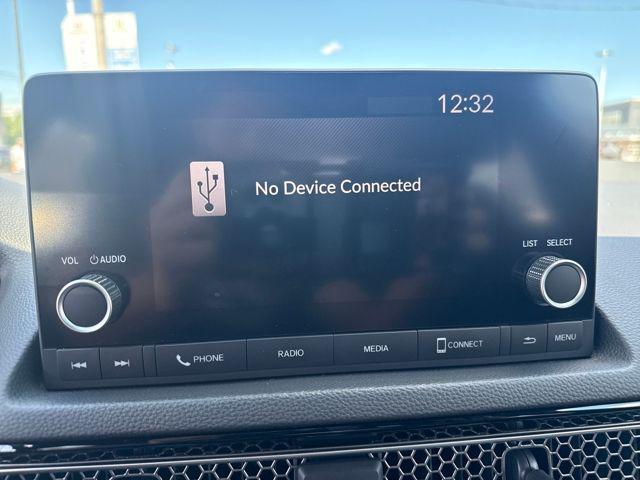 12:32
No Device Connected
VOL AUDIO
LIST SELECT
PHONE RADIO MEDIA CONNECT MENU